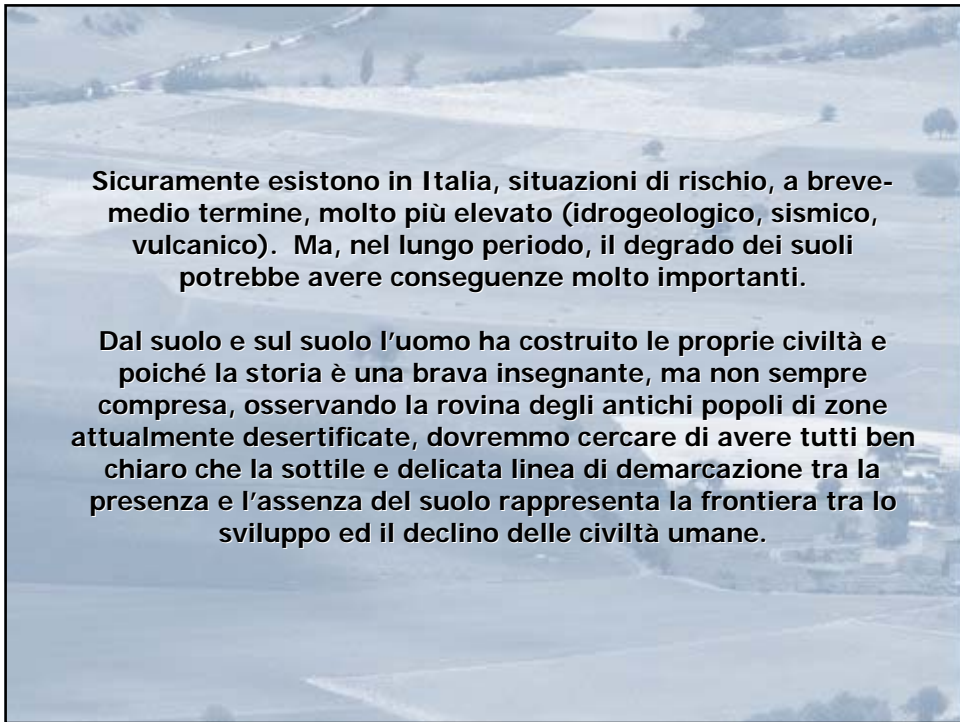 Sicuramente esistono in Italia, situazioni di rischio, a breve-
medio termine, molto più elevato (idrogeologico, sismico,
vulcanico).  Ma, nel lungo periodo, il degrado dei suoli
potrebbe avere conseguenze molto importanti.
Dal suolo e sul suolo l'uomo ha costruito le proprie civiltà e
poiché la storia è una brava insegnante, ma non sempre
compresa, osservando la rovina degli antichi popoli di zone
attualmente desertificate, dovremmo cercare di avere tutti ben
chiaro che la sottile e delicata linea di demarcazione tra la
presenza e l'assenza del suolo rappresenta la frontiera tra lo
sviluppo ed il declino delle civiltà umane.